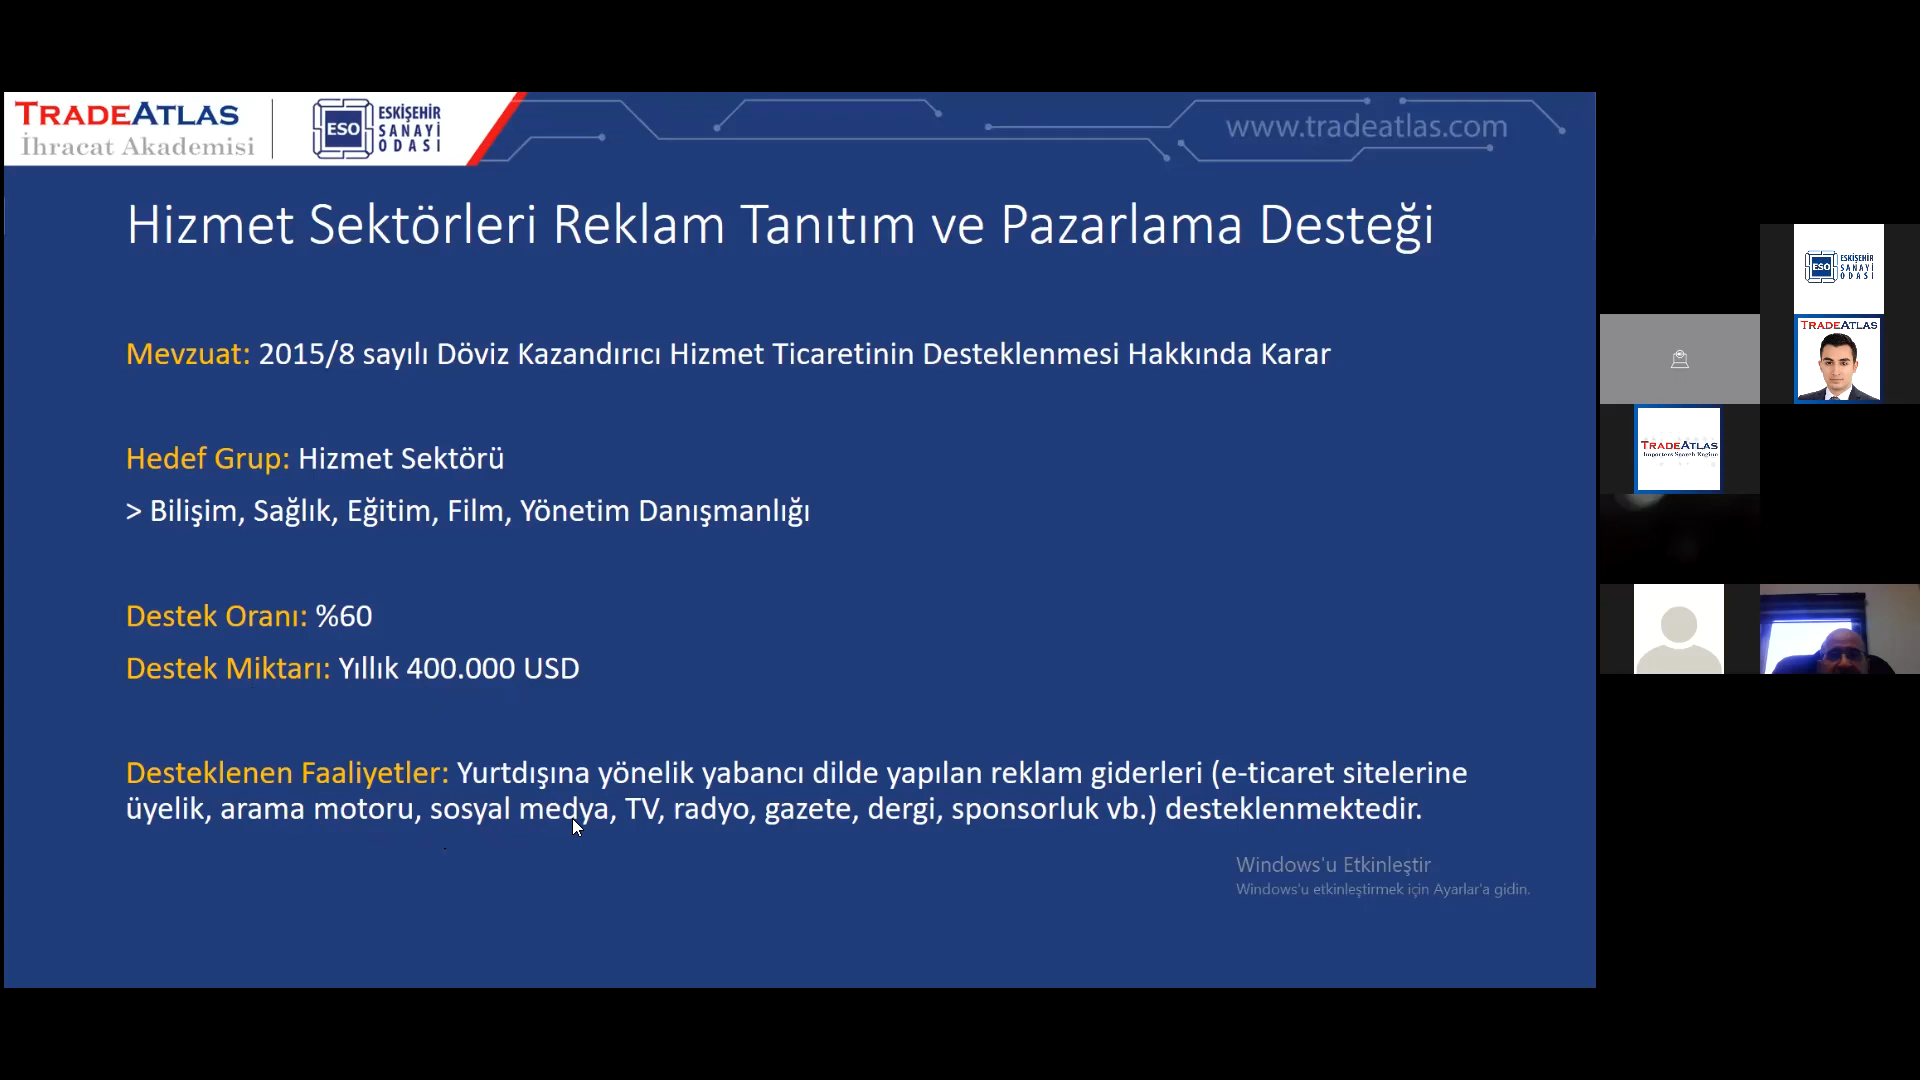 TRADEATLAS
İhracat Akademisi
ESO
ESKİŞEHİR
SANAYİ
ODASI
www.tradeatlas.com
Hizmet Sektörleri Reklam Tanıtım ve Pazarlama Desteği
Mevzuat: 2015/8 sayılı Döviz Kazandırıcı Hizmet Ticaretinin Desteklenmesi Hakkında Karar
Hedef Grup: Hizmet Sektörü
> Bilişim, Sağlık, Eğitim, Film, Yönetim Danışmanlığı
Destek Oranı: %60
Destek Miktarı: Yıllık 400.000 USD
Desteklenen Faaliyetler: Yurtdışına yönelik yabancı dilde yapılan reklam giderleri (e-ticaret sitelerine
üyelik, arama motoru, sosyal medya, TV, radyo, gazete, dergi, sponsorluk vb.) desteklenmektedir.
Windows'u Etkinleştir
Windows'u etkinleştirmek için Ayarlar'a gidin.
ESO
ESKİŞEHİR
SANAYİ
ODASI
TRADEATLAS
TRADEATLAS
Importers Search Engine